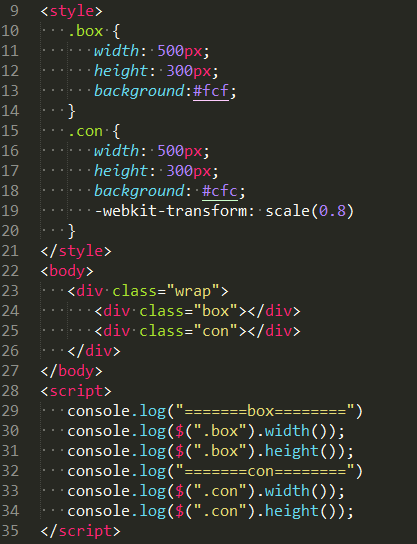 9 <style>
10 .box {
11 width: 500px;
12 height: 300px;
13 background:#fcf;
14 }
15 .con {
16 width: 500px;
17 height: 300px;
18 background: #cfc;
19 -webkit-transform: scale(0.8)
20 }
21 </style>
22 <body>
23 <div class="wrap">
24 <div class="box"></div>
25 <div class="con"></div>
26 </div>
27 </body>
28 <script>
29 console.log("=======box========")
30 console.log($(".box").width());
31 console.log($(".box").height());
32 console.log("=======con========")
33 console.log($(".con").width());
34 console.log($(".con").height());
35 </script>